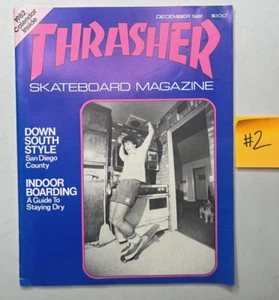 1982
Calendar
Inside
DECEMBER 1981 $1.00
THRASHER
SKATEBOARD MAGAZINE
DOWN
SOUTH
STYLE
San Diego
County
INDOOR
BOARDING
A Guide To
Staying Dry
#2